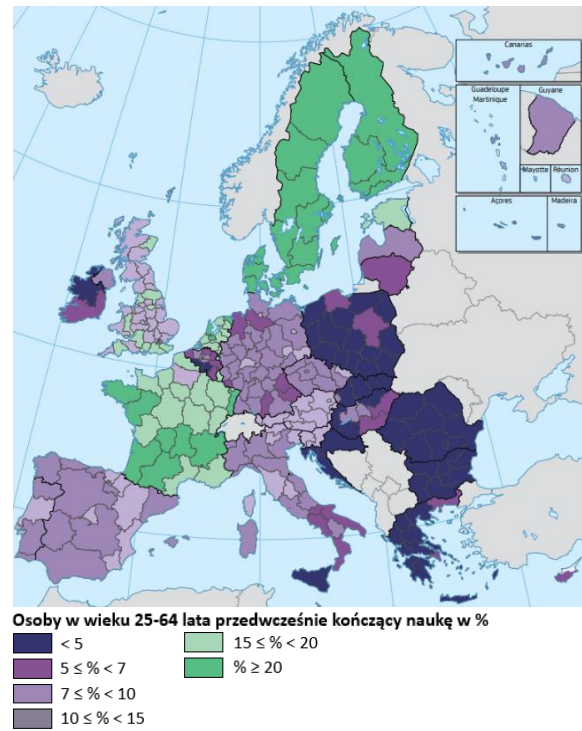 Canarias
Guadeloupe
Martinique
Guyane
Mayotte
Réunion
Açores
Madeira
Osoby w wieku 25-64 lata przedwcześnie kończący naukę w %
< 5
5 ≤ % < 7
7 ≤ % < 10
10 ≤ % < 15
15 ≤ % < 20
% ≥ 20